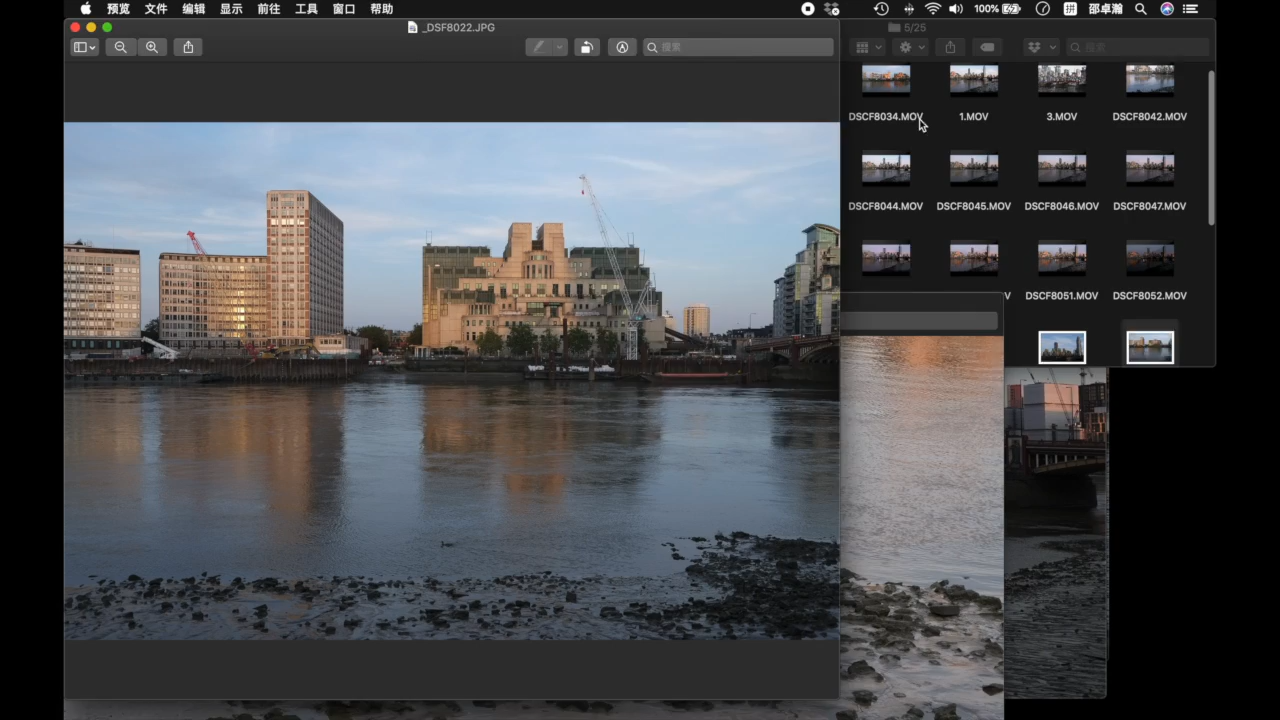 预览 文件 编辑 显示 前往 工具 窗口 帮助 100% 拼 邵卓瀚
_DSF8022.JPG
搜索
5/25
搜索
DSCF8034.MOV 1.MOV 3.MOV DSCF8042.MOV
DSCF8044.MOV DSCF8045.MOV DSCF8046.MOV DSCF8047.MOV
V DSCF8051.MOV DSCF8052.MOV